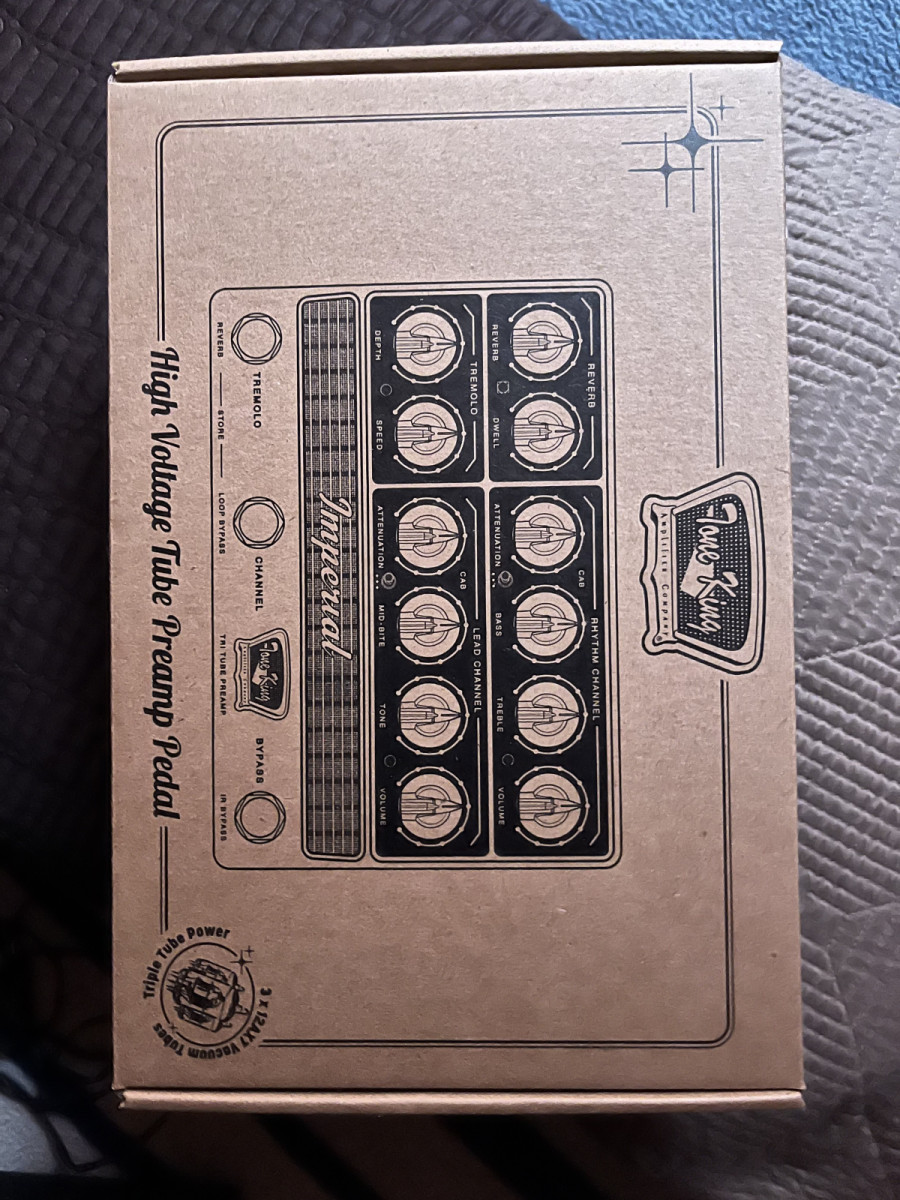 Tone King
Amplifier Company
REVERB
RHYTHM CHANNEL
CAB
REVERB
DWELL
ATTENUATION
BASS
TREBLE
VOLUME
TREMOLO
LEAD CHANNEL
CAB
DEPTH
SPEED
ATTENUATION
MID-BITE
TONE
VOLUME
Imperial
TREMOLO
CHANNEL
Tone King
BYPASS
REVERB
STORE
LOOP BYPASS
TRI TUBE PREAMP
IR BYPASS
High Voltage Tube Preamp Pedal
Triple Tube Power
3 x 12AX7 Vacuum Tubes